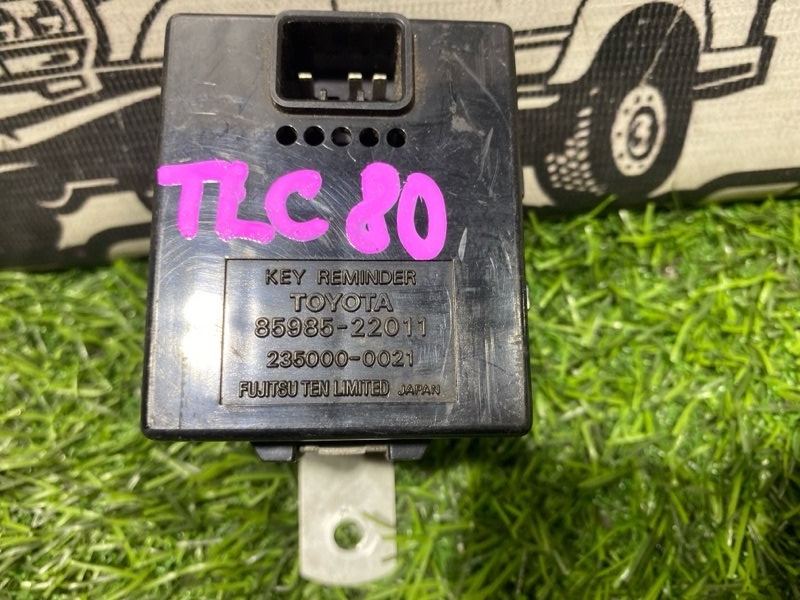 TLC 80
KEY REMINDER
TOYOTA
85985-22011
235000-0021
FUJITSU TEN LIMITED JAPAN